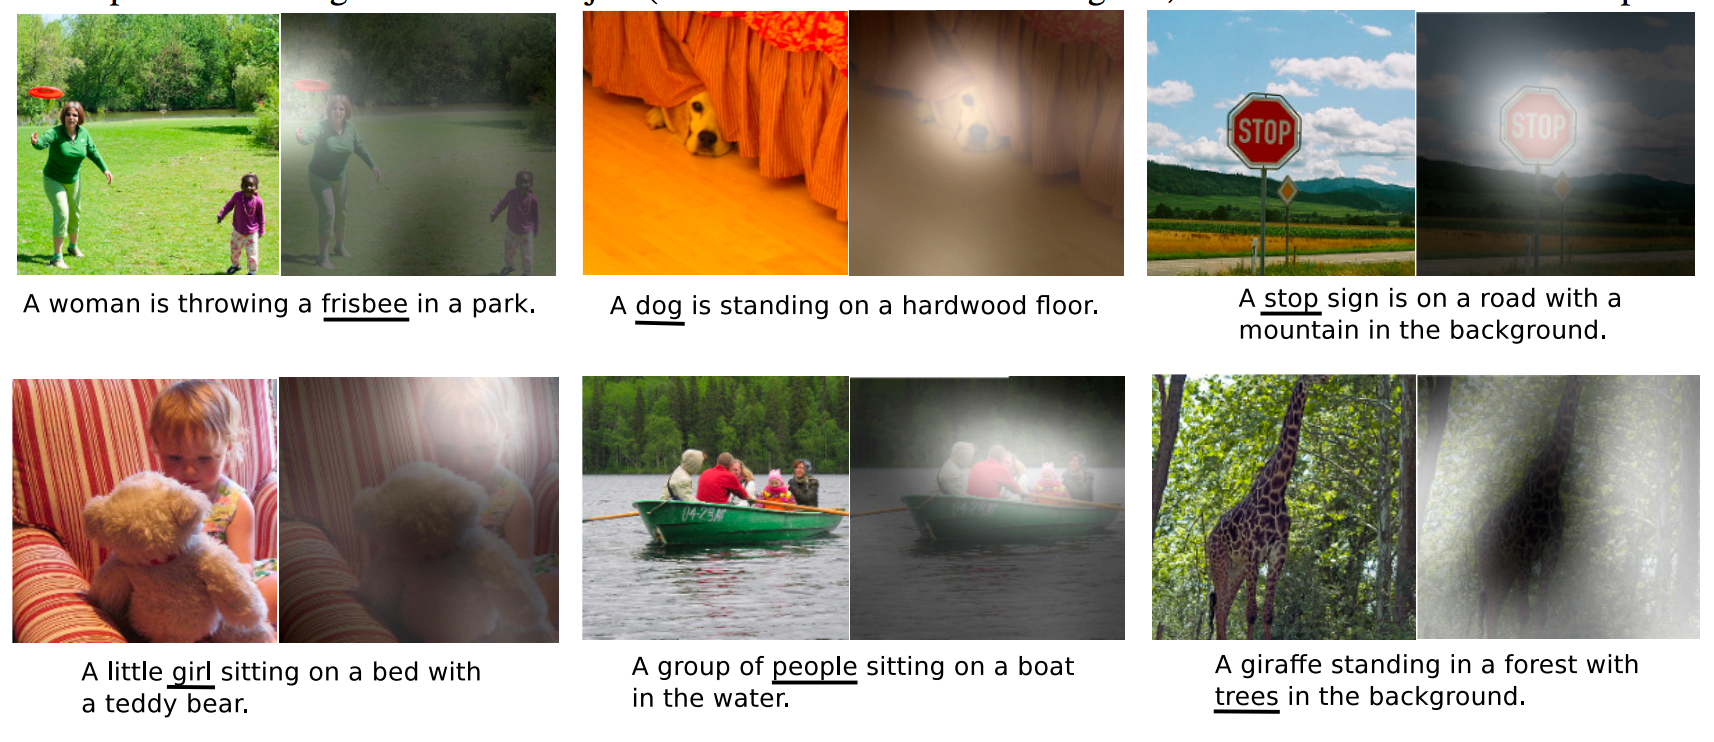 A woman is throwing a frisbee in a park.
A dog is standing on a hardwood floor.
STOP
STOP
A stop sign is on a road with a
mountain in the background.
A little girl sitting on a bed with
a teddy bear.
A group of people sitting on a boat
in the water.
A giraffe standing in a forest with
trees in the background.